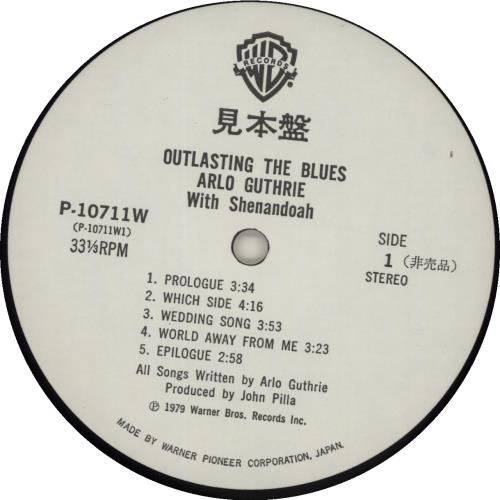 RECORDS
見本盤
OUTLASTING THE BLUES
ARLO GUTHRIE
With Shenandoah
P-10711W
(P-10711W1)
33⅓RPM
SIDE
1 (非売品)
STEREO
1. PROLOGUE 3:34
2. WHICH SIDE 4:16
3. WEDDING SONG 3:53
4. WORLD AWAY FROM ME 3:23
5. EPILOGUE 2:58
All Songs Written by Arlo Guthrie
Produced by John Pilla
℗ 1979 Warner Bros. Records Inc.
MADE BY WARNER PIONEER CORPORATION, JAPAN.